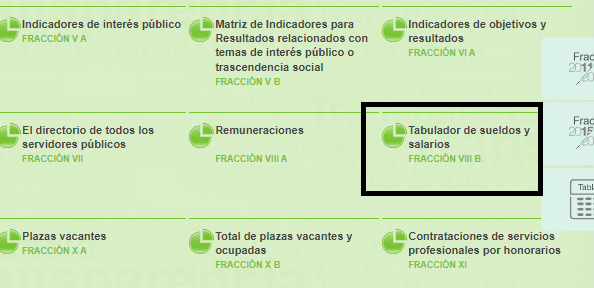 Indicadores de interés público
FRACCIÓN V A
Matriz de Indicadores para
Resultados relacionados con
temas de interés público o
trascendencia social
FRACCIÓN V B
Indicadores de objetivos y
resultados
FRACCIÓN VI A
El directorio de todos los
servidores públicos
FRACCIÓN VII
Remuneraciones
FRACCIÓN VIII A
Tabulador de sueldos y
salarios
FRACCIÓN VIII B
Plazas vacantes
FRACCIÓN X A
Total de plazas vacantes y
ocupadas
FRACCIÓN X B
Contrataciones de servicios
profesionales por honorarios
FRACCIÓN XI
Frac
Frac
Tabl